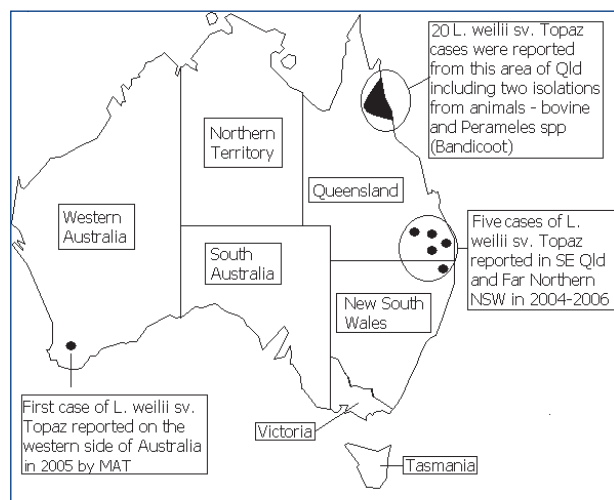 20 L. weilii sv. Topaz
cases were reported
from this area of Qld
including two isolations
from animals - bovine
and Perameles spp
(Bandicoot)
Northern
Territory
Queensland
Western
Australia
South
Australia
Five cases of L.
weilii sv. Topaz
reported in SE Qld
and Far Northern
NSW in 2004-2006
New South
Wales
First case of L. weilii sv.
Topaz reported on the
western side of Australia
in 2005 by MAT
Victoria
Tasmania